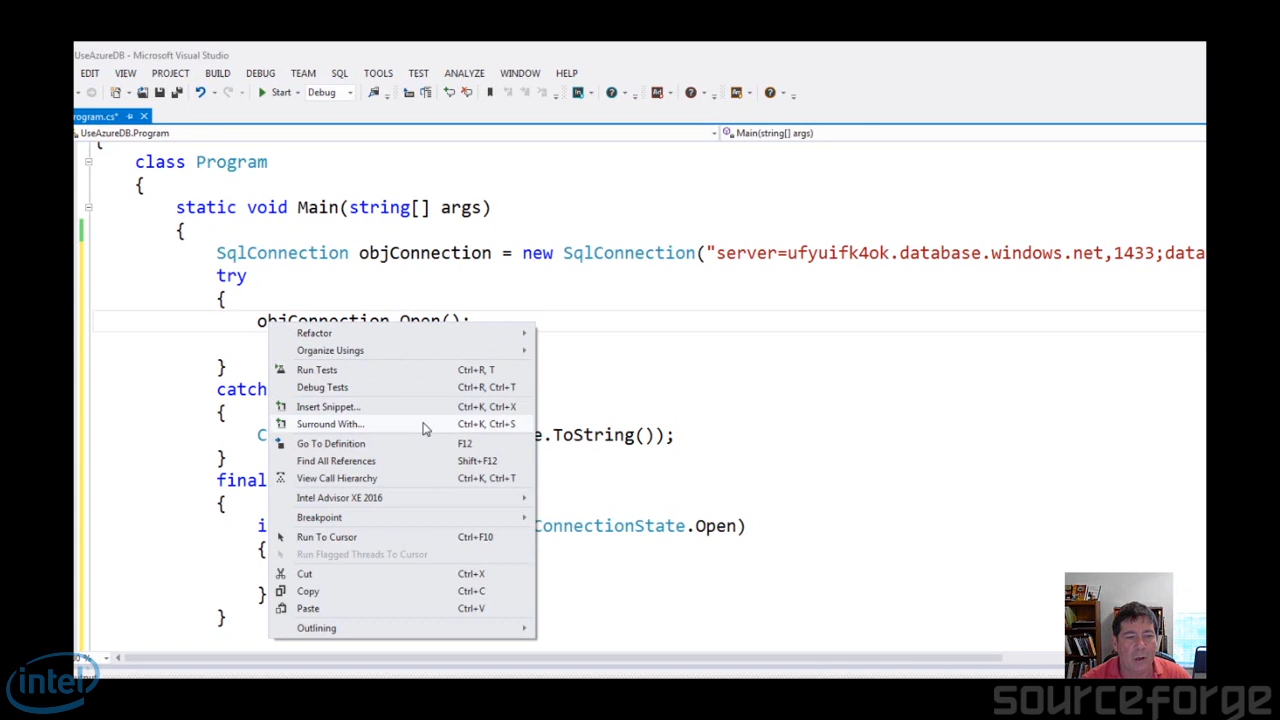 UseAzureDB - Microsoft Visual Studio
EDIT VIEW PROJECT BUILD DEBUG TEAM SQL TOOLS TEST ANALYZE WINDOW HELP
Start Debug
rogram.cs*
UseAzureDB.Program Main(string[] args)
{
class Program
{
static void Main(string[] args)
{
SqlConnection objConnection = new SqlConnection("server=ufyuifk4ok.database.windows.net,1433;data
try
{
objConnection.Open();
Refactor
Organize Usings
}
Run Tests Ctrl+R, T
catch
Debug Tests Ctrl+R, Ctrl+T
{
Insert Snippet... Ctrl+K, Ctrl+X
Surround With... Ctrl+K, Ctrl+S
C e.ToString());
Go To Definition F12
}
Find All References Shift+F12
final
View Call Hierarchy Ctrl+K, Ctrl+T
{
Intel Advisor XE 2016
Breakpoint
i ConnectionState.Open)
Run To Cursor Ctrl+F10
{
Run Flagged Threads To Cursor
Cut Ctrl+X
}
Copy Ctrl+C
Paste Ctrl+V
}
Outlining
intel
sourceforge